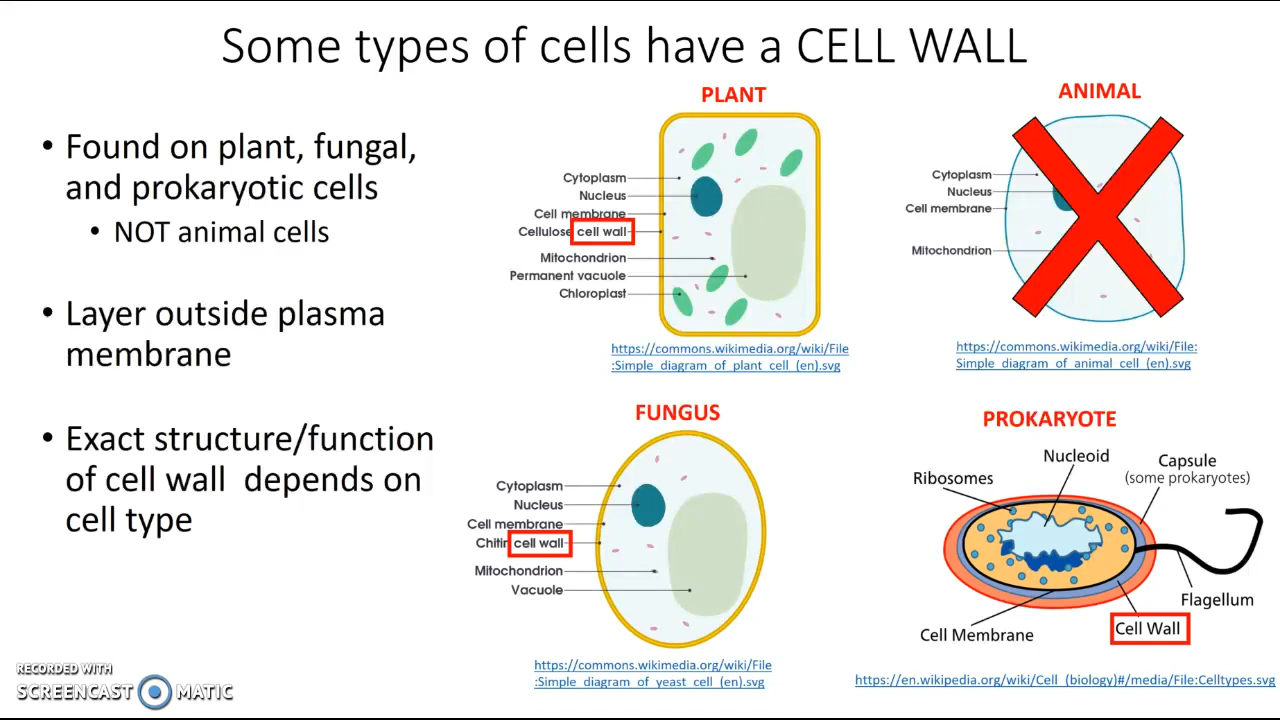 Some types of cells have a CELL WALL
• Found on plant, fungal,
and prokaryotic cells
• NOT animal cells
• Layer outside plasma
membrane
• Exact structure/function
of cell wall depends on
cell type
PLANT
Cytoplasm
Nucleus
Cell membrane
Cellulose cell wall
Mitochondrion
Permanent vacuole
Chloroplast
https://commons.wikimedia.org/wiki/File
:Simple_diagram_of_plant_cell_(en).svg
ANIMAL
Cytoplasm
Nucleus
Cell membrane
Mitochondrion
https://commons.wikimedia.org/wiki/File:
Simple_diagram_of_animal_cell_(en).svg
FUNGUS
Cytoplasm
Nucleus
Cell membrane
Chitin cell wall
Mitochondrion
Vacuole
https://commons.wikimedia.org/wiki/File
:Simple_diagram_of_yeast_cell_(en).svg
PROKARYOTE
Nucleoid
Capsule
(some prokaryotes)
Ribosomes
Flagellum
Cell Wall
Cell Membrane
https://en.wikipedia.org/wiki/Cell_(biology)#/media/File:Celltypes.svg
RECORDED WITH
SCREENCAST MATIC